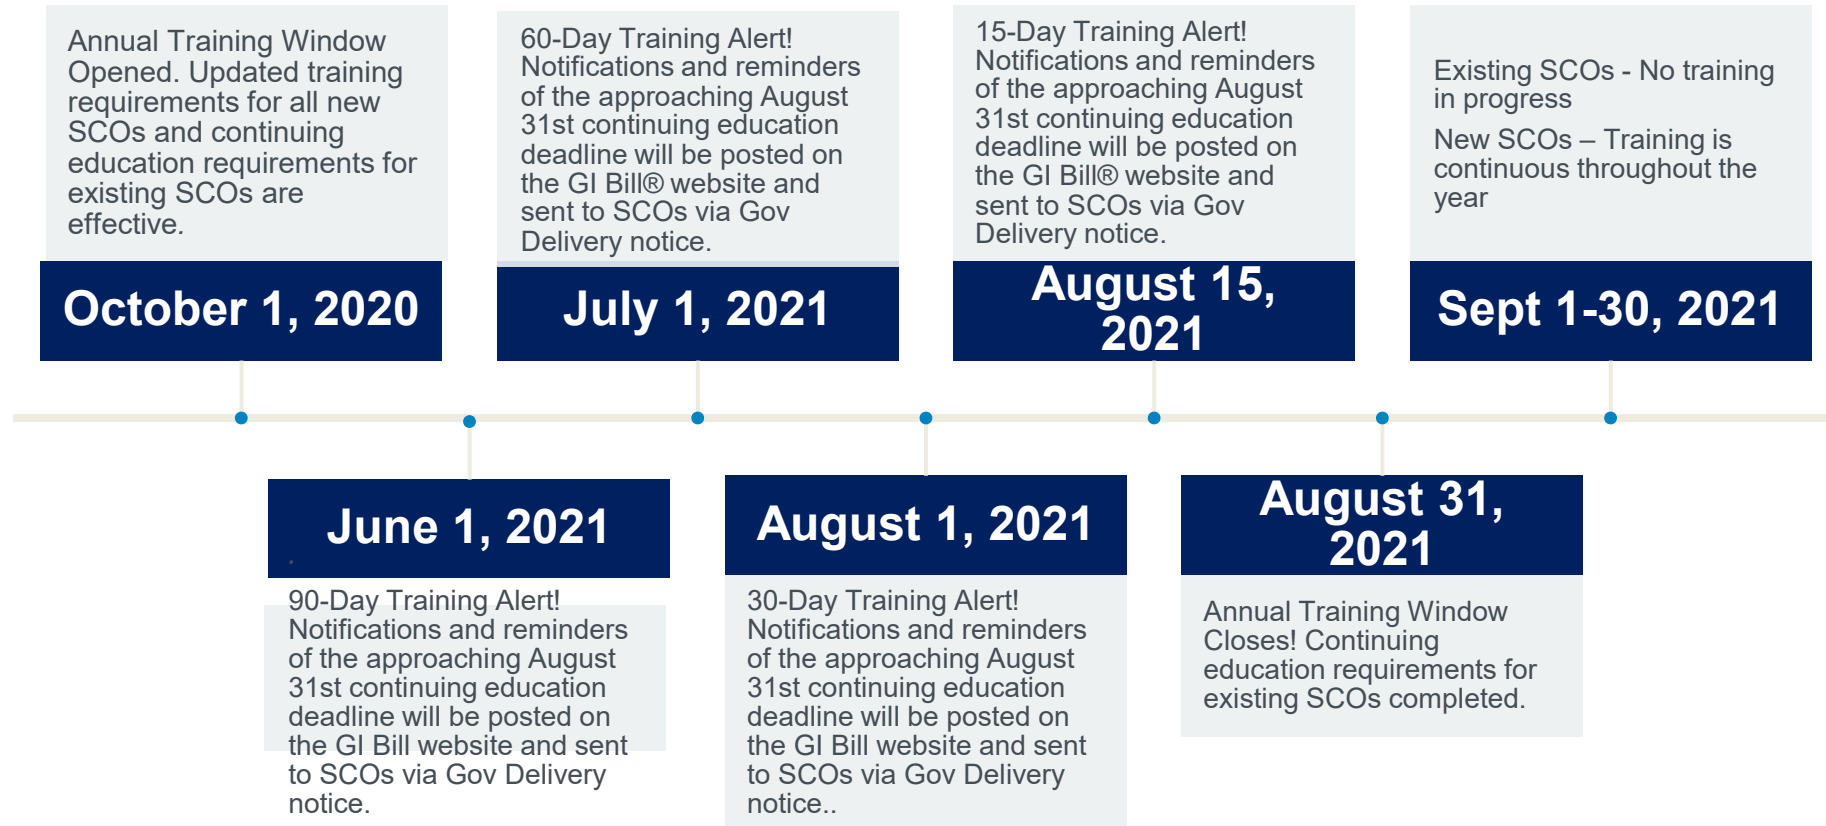 Annual Training Window
Opened. Updated training
requirements for all new
SCOs and continuing
education requirements for
existing SCOs are
effective.
October 1, 2020
60-Day Training Alert!
Notifications and reminders
of the approaching August
31st continuing education
deadline will be posted on
the GI Bill® website and
sent to SCOs via Gov
Delivery notice.
July 1, 2021
15-Day Training Alert!
Notifications and reminders
of the approaching August
31st continuing education
deadline will be posted on
the GI Bill® website and
sent to SCOs via Gov
Delivery notice.
August 15,
2021
Existing SCOs - No training
in progress
New SCOs – Training is
continuous throughout the
year
Sept 1-30, 2021
June 1, 2021
.
90-Day Training Alert!
Notifications and reminders
of the approaching August
31st continuing education
deadline will be posted on
the GI Bill website and sent
to SCOs via Gov Delivery
notice.
August 1, 2021
30-Day Training Alert!
Notifications and reminders
of the approaching August
31st continuing education
deadline will be posted on
the GI Bill website and sent
to SCOs via Gov Delivery
notice..
August 31,
2021
Annual Training Window
Closes! Continuing
education requirements for
existing SCOs completed.